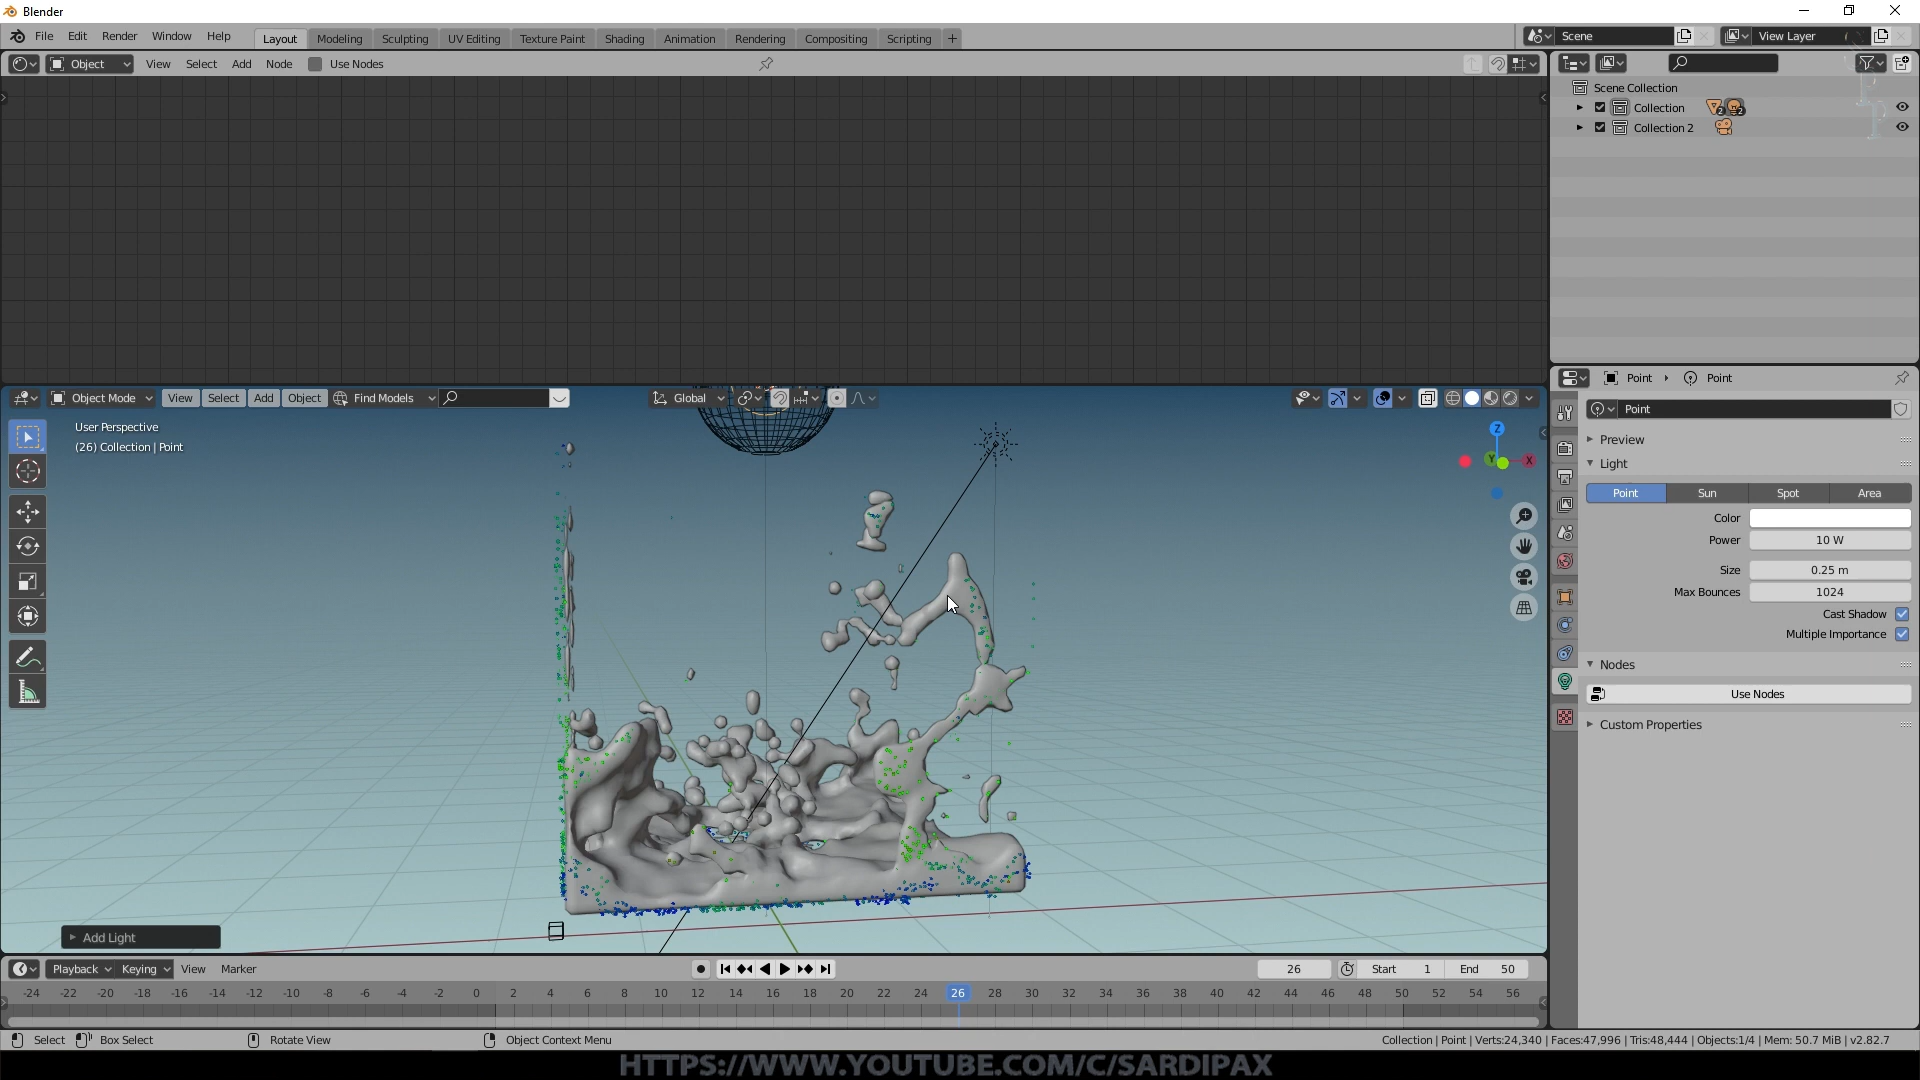 Blender
File Edit Render Window Help Layout Modeling Sculpting UV Editing Texture Paint Shading Animation Rendering Compositing Scripting + Scene View Layer
Object View Select Add Node Use Nodes
Scene Collection
Collection 2 2
Collection 2
Point Point
Point
Preview
Light
Point Sun Spot Area
Color
Power 10 W
Size 0.25 m
Max Bounces 1024
Cast Shadow
Multiple Importance
Nodes
Use Nodes
Custom Properties
Object Mode View Select Add Object Find Models Global
User Perspective
(26) Collection | Point
Z
Y X
Add Light
Playback Keying View Marker 26 Start 1 End 50
-24 -22 -20 -18 -16 -14 -12 -10 -8 -6 -4 -2 0 2 4 6 8 10 12 14 16 18 20 22 24 26 28 30 32 34 36 38 40 42 44 46 48 50 52 54 56
Select Box Select Rotate View Object Context Menu Collection | Point | Verts:24,340 | Faces:47,996 | Tris:48,444 | Objects:1/4 | Mem: 50.7 MiB | v2.82.7
HTTPS://WWW.YOUTUBE.COM/C/SARDIPAX